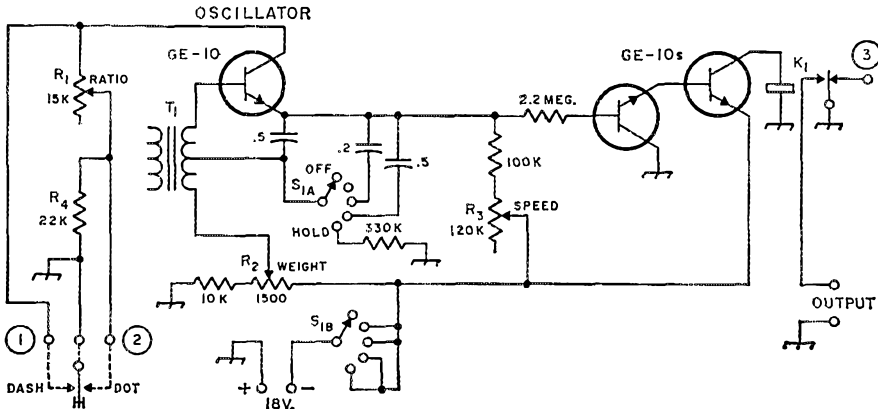 OSCILLATOR
GE-10
GE-10s
K1
3
R1
RATIO
15K
T1
2.2 MEG.
.5
.2
.5
OFF
S1A
100K
R4
22K
R3
SPEED
120K
HOLD
330K
R2
WEIGHT
10K
1500
OUTPUT
1
2
S1B
DASH
DOT
+
18V.
−